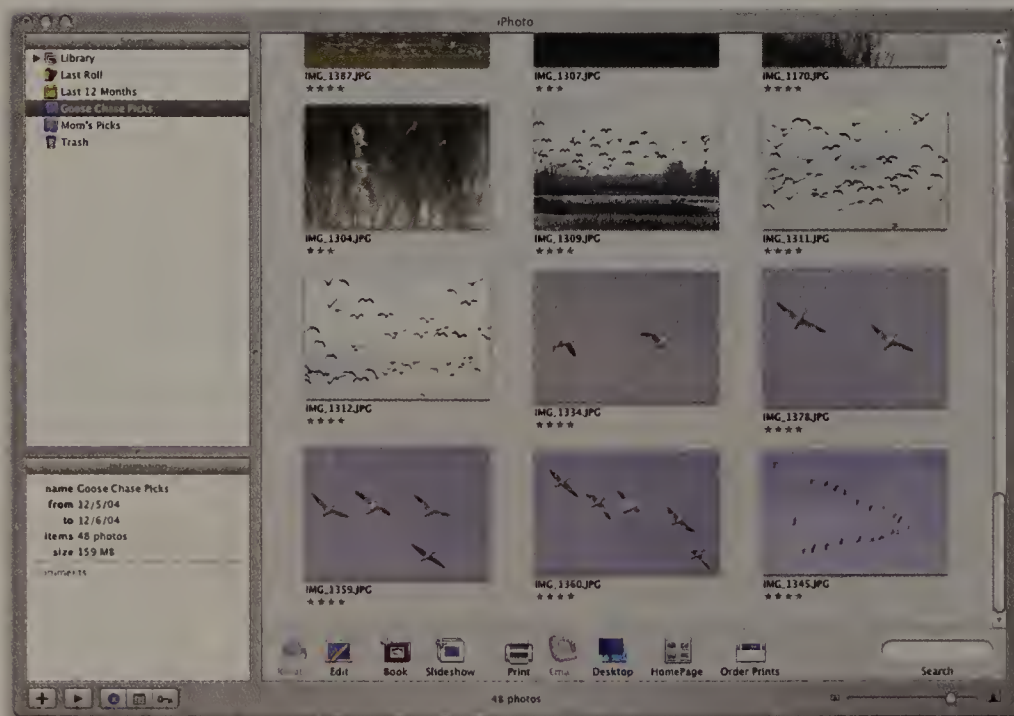 iPhoto
Source
Library
Last Roll
Last 12 Months
Goose Chase Picks
Mom's Picks
Trash
IMG_1387.JPG
IMG_1307.JPG
IMG_1170.JPG
IMG_1304.JPG
IMG_1309.JPG
IMG_1311.JPG
IMG_1312.JPG
IMG_1334.JPG
IMG_1378.JPG
IMG_1359.JPG
IMG_1360.JPG
IMG_1345.JPG
Information
name Goose Chase Picks
from 12/5/04
to 12/6/04
items 48 photos
size 159 MB
Edit
Book
Slideshow
Print
Desktop
HomePage
Order Prints
Search
48 photos